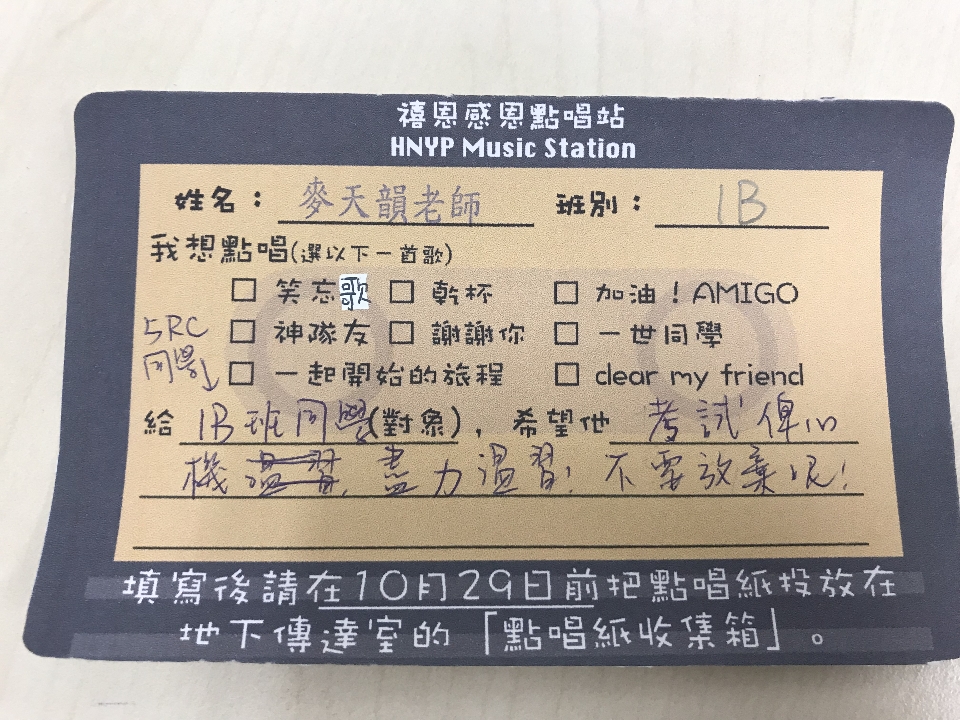 禧恩感恩點唱站
HNYP Music Station
姓名：麥天韻老師 班別：1B
我想點唱(選以下一首歌)
□ 笑忘歌 □ 乾杯 □ 加油！AMIGO
□ 神隊友 □ 謝謝你 □ 一世同學
□ 一起開始的旅程 □ dear my friend
5RC
同學↓
給 1B班同學(對象)，希望他 考試俾心
機溫習, 盡力溫習! 不要放棄呢!
填寫後請在10月29日前把點唱紙投放在
地下傳達室的「點唱紙收集箱」。